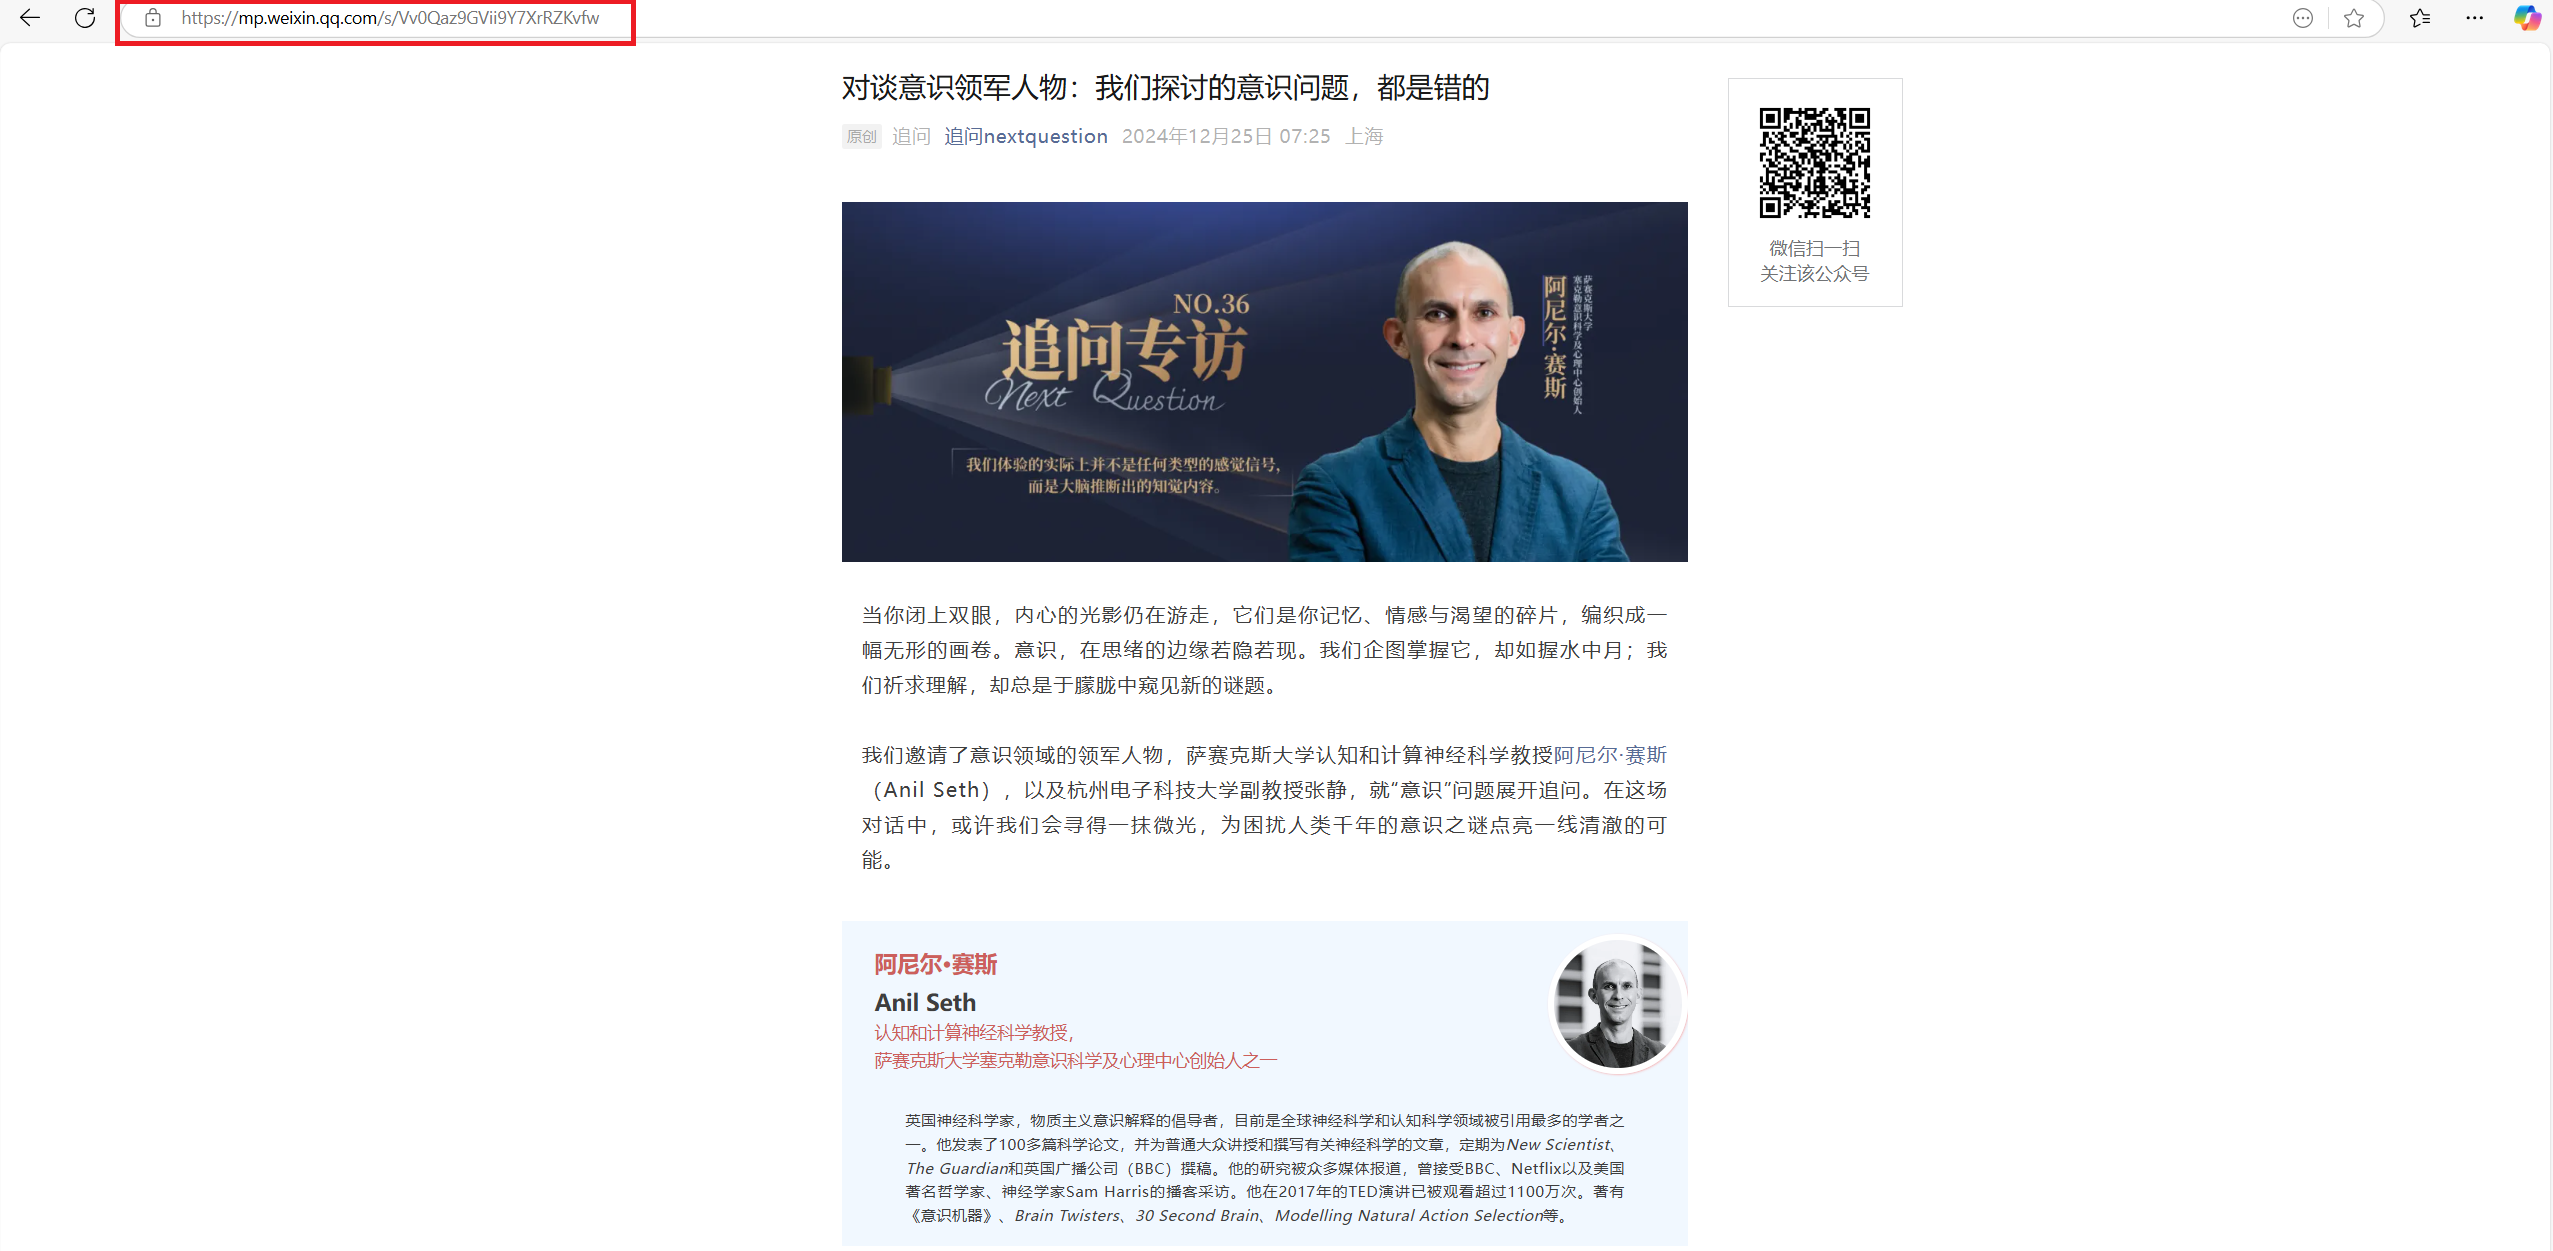 https://mp.weixin.qq.com/s/Vv0Qaz9GVii9Y7XrRZKvfw
对谈意识领军人物：我们探讨的意识问题，都是错的
原创 追问 追问nextquestion 2024年12月25日 07:25 上海
微信扫一扫
关注该公众号
NO.36
追问专访
Next Question
我们体验的实际上并不是任何类型的感觉信号，
而是大脑推断出的知觉内容。
阿尼尔·赛斯
萨赛克斯大学
塞克勒意识科学及心理中心创始人
当你闭上双眼，内心的光影仍在游走，它们是你记忆、情感与渴望的碎片，编织成一
幅无形的画卷。意识，在思绪的边缘若隐若现。我们企图掌握它，却如握水中月；我
们祈求理解，却总是于朦胧中窥见新的谜题。
我们邀请了意识领域的领军人物，萨赛克斯大学认知和计算神经科学教授阿尼尔·赛斯
（Anil Seth），以及杭州电子科技大学副教授张静，就“意识”问题展开追问。在这场
对话中，或许我们会寻得一抹微光，为困扰人类千年的意识之谜点亮一线清澈的可
能。
阿尼尔•赛斯
Anil Seth
认知和计算神经科学教授，
萨赛克斯大学塞克勒意识科学及心理中心创始人之一
英国神经科学家，物质主义意识解释的倡导者，目前是全球神经科学和认知科学领域被引用最多的学者之
一。他发表了100多篇科学论文，并为普通大众讲授和撰写有关神经科学的文章，定期为New Scientist、
The Guardian和英国广播公司（BBC）撰稿。他的研究被众多媒体报道，曾接受BBC、Netflix以及美国
著名哲学家、神经学家Sam Harris的播客采访。他在2017年的TED演讲已被观看超过1100万次。著有
《意识机器》、Brain Twisters、30 Second Brain、Modelling Natural Action Selection等。